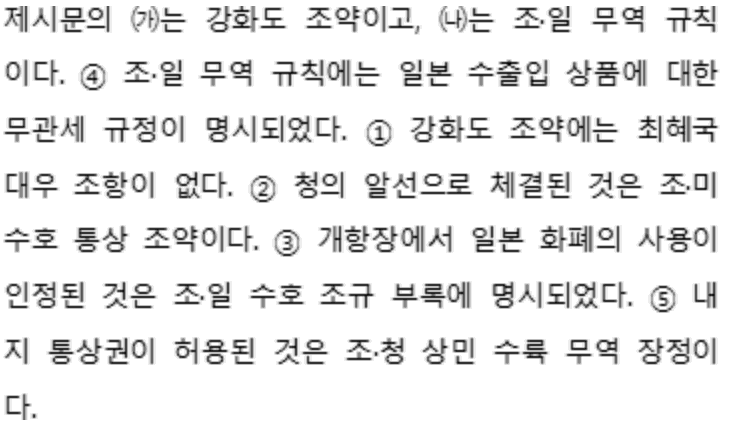 제시문의 ㈎는 강화도 조약이고, ㈏는 조·일 무역 규칙
이다. ④ 조·일 무역 규칙에는 일본 수출입 상품에 대한
무관세 규정이 명시되었다. ① 강화도 조약에는 최혜국
대우 조항이 없다. ② 청의 알선으로 체결된 것은 조·미
수호 통상 조약이다. ③ 개항장에서 일본 화폐의 사용이
인정된 것은 조·일 수호 조규 부록에 명시되었다. ⑤ 내
지 통상권이 허용된 것은 조·청 상민 수륙 무역 장정이
다.